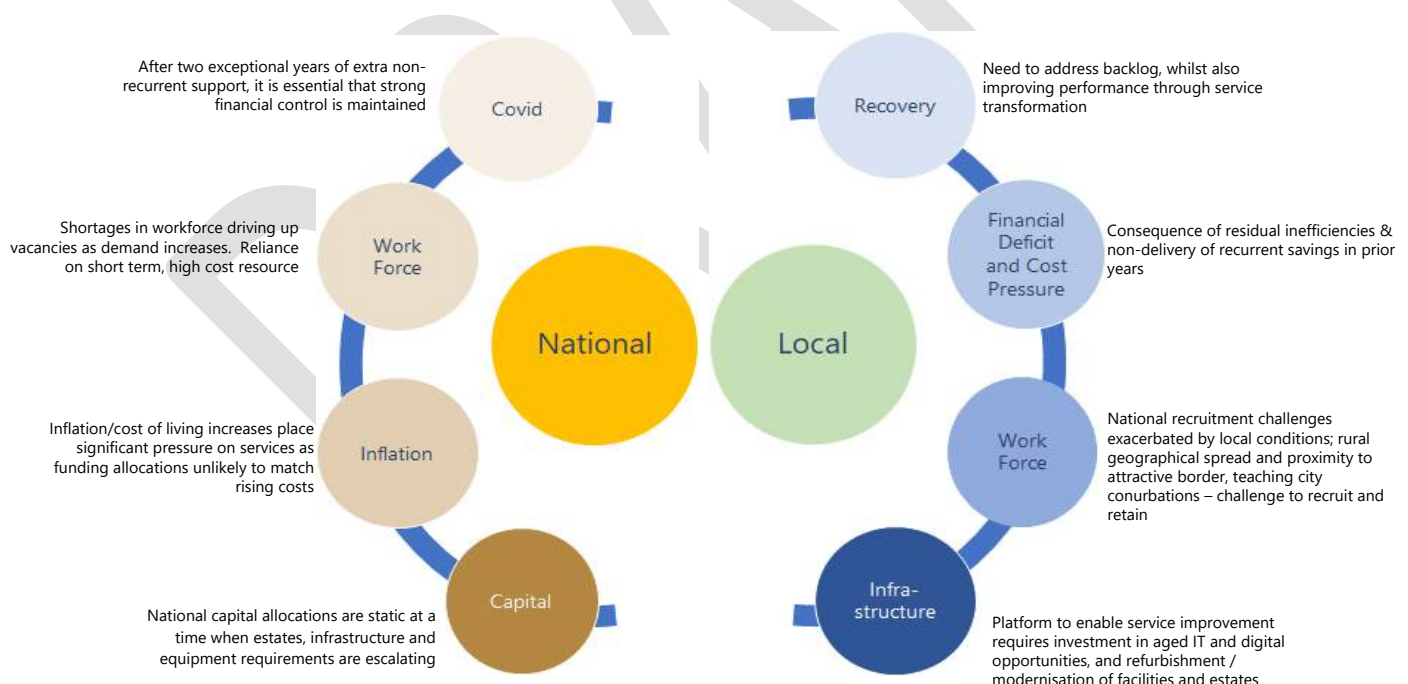 After two exceptional years of extra non-
recurrent support, it is essential that strong
financial control is maintained
Covid
Shortages in workforce driving up
vacancies as demand increases.  Reliance
on short term, high cost resource
Work
Force
Inflation/cost of living increases place
significant pressure on services as
funding allocations unlikely to match
rising costs
Inflation
National capital allocations are static at a
time when estates, infrastructure and
equipment requirements are escalating
Capital
National
Local
Recovery
Need to address backlog, whilst also
improving performance through service
transformation
Financial
Deficit
and Cost
Pressure
Consequence of residual inefficiencies &
non-delivery of recurrent savings in prior
years
Work
Force
National recruitment challenges
exacerbated by local conditions; rural
geographical spread and proximity to
attractive border, teaching city
conurbations – challenge to recruit and
retain
Infra-
structure
Platform to enable service improvement
requires investment in aged IT and digital
opportunities, and refurbishment /
modernisation of facilities and estates